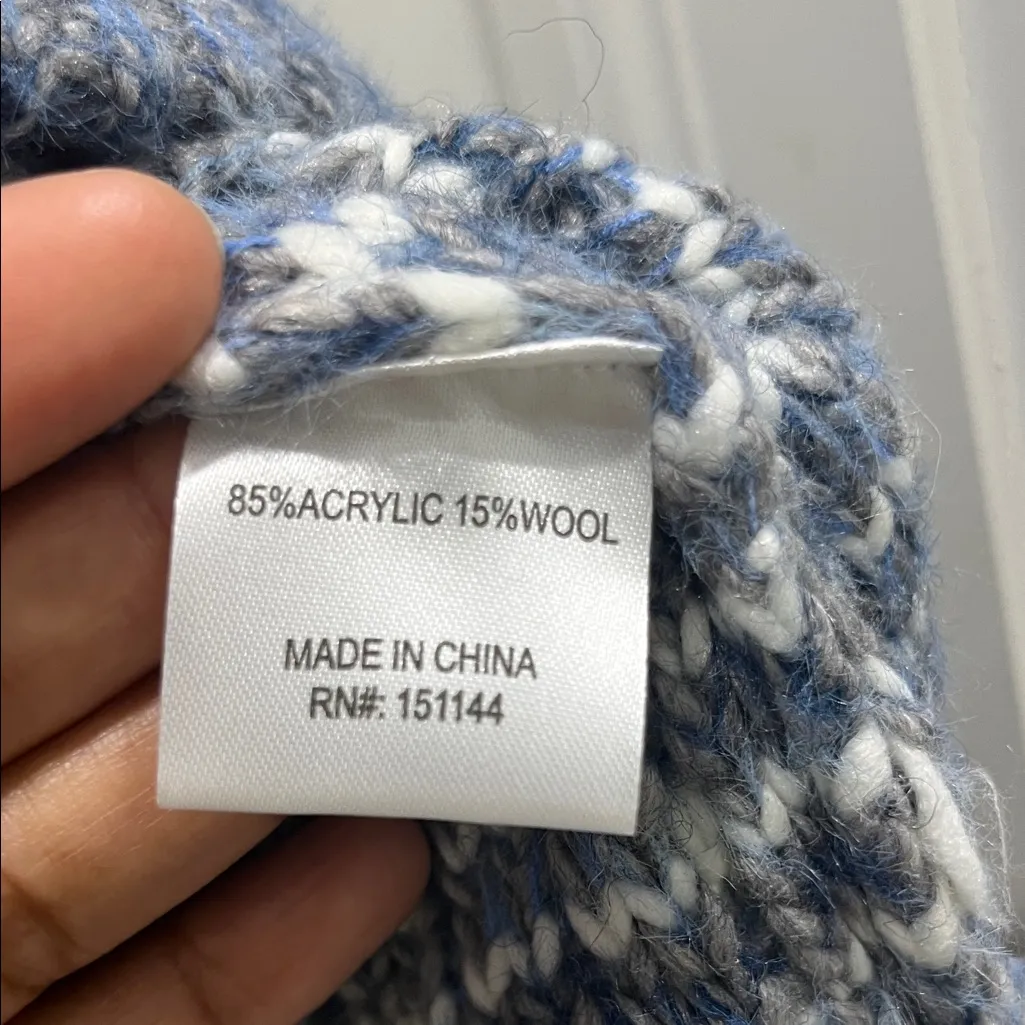 85%ACRYLIC 15%WOOL
MADE IN CHINA
RN#: 151144